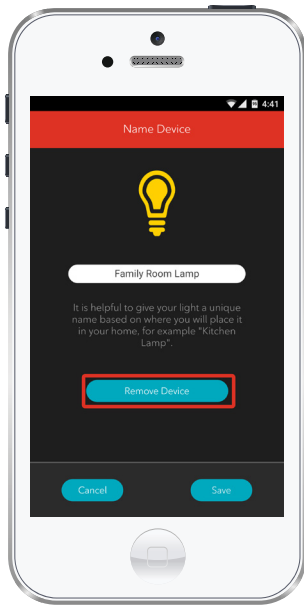 4:41
Name Device
Family Room Lamp
It is helpful to give your light a unique
name based on where you will place it
in your home, for example "Kitchen
Lamp".
Remove Device
Cancel
Save